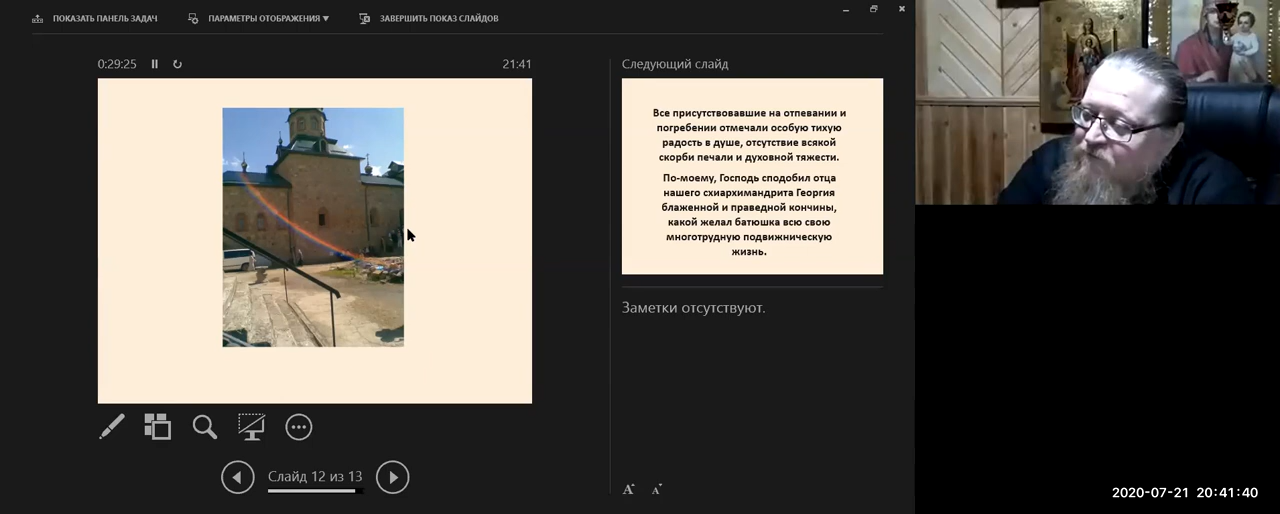 ПОКАЗАТЬ ПАНЕЛЬ ЗАДАЧ
ПАРАМЕТРЫ ОТОБРАЖЕНИЯ ▼
ЗАВЕРШИТЬ ПОКАЗ СЛАЙДОВ
0:29:25
21:41
Следующий слайд
Все присутствовавшие на отпевании и
погребении отмечали особую тихую
радость в душе, отсутствие всякой
скорби печали и духовной тяжести.
По-моему, Господь сподобил отца
нашего схиархимандрита Георгия
блаженной и праведной кончины,
какой желал батюшка всю свою
многотрудную подвижническую
жизнь.
Заметки отсутствуют.
Слайд 12 из 13
A A
2020-07-21 20:41:40